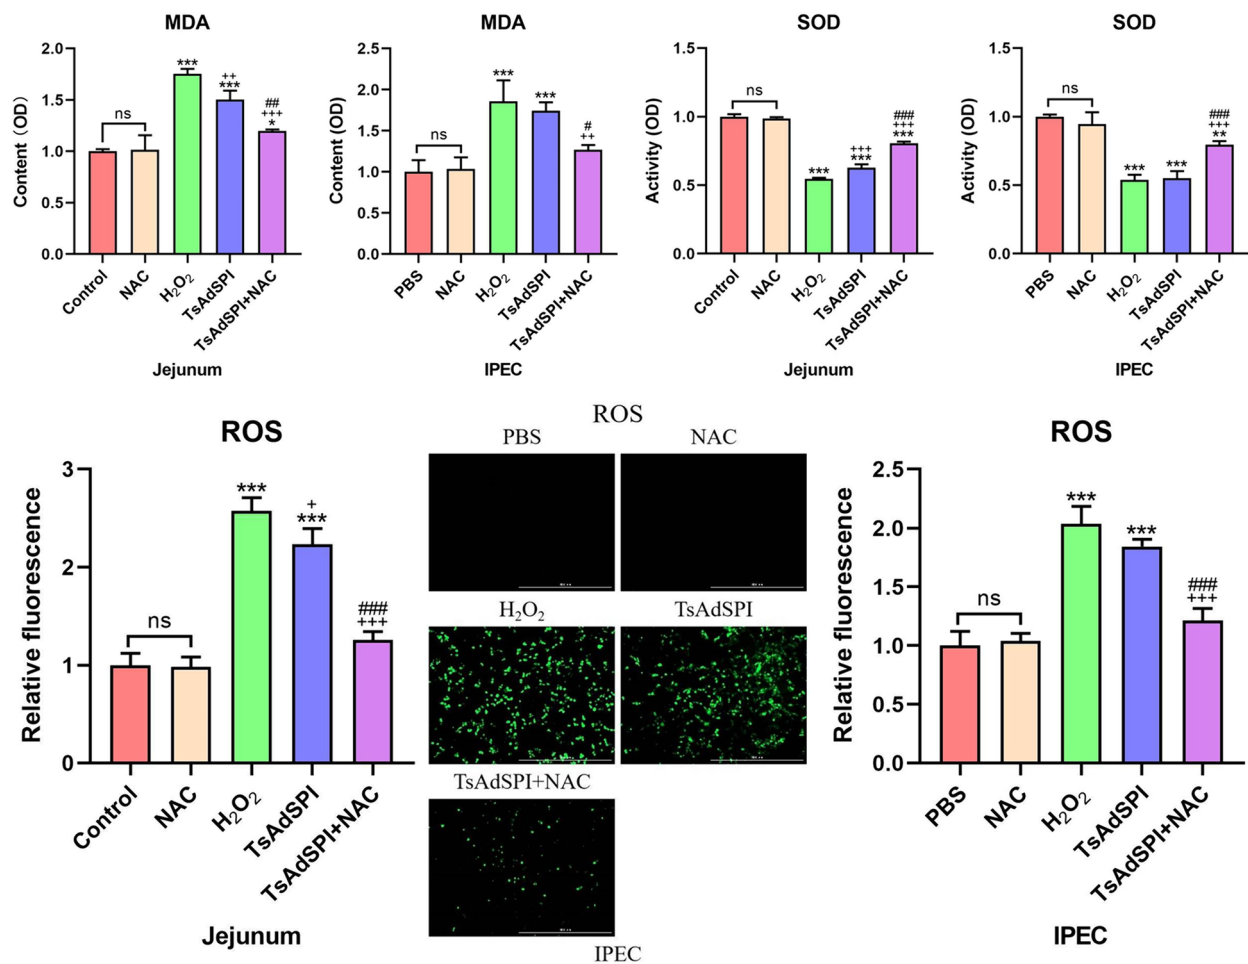 MDA
Content (OD)
2.0
1.5
1.0
0.5
0.0
ns
***
++
***
##
+++
*
Control
NAC
H₂O₂
TsAdSPI
TsAdSPI+NAC
Jejunum
MDA
Content (OD)
2.5
2.0
1.5
1.0
0.5
0.0
ns
***
***
#
++
PBS
NAC
H₂O₂
TsAdSPI
TsAdSPI+NAC
IPEC
SOD
Activity (OD)
1.5
1.0
0.5
0.0
ns
***
+++
***
###
+++
***
Control
NAC
H₂O₂
TsAdSPI
TsAdSPI+NAC
Jejunum
SOD
Activity (OD)
1.5
1.0
0.5
0.0
ns
***
***
###
+++
**
PBS
NAC
H₂O₂
TsAdSPI
TsAdSPI+NAC
IPEC
ROS
Relative fluorescence
3
2
1
0
ns
***
+
***
###
+++
Control
NAC
H₂O₂
TsAdSPI
TsAdSPI+NAC
Jejunum
ROS
PBS
NAC
H₂O₂
TsAdSPI
TsAdSPI+NAC
IPEC
ROS
Relative fluorescence
2.5
2.0
1.5
1.0
0.5
0.0
ns
***
***
###
+++
PBS
NAC
H₂O₂
TsAdSPI
TsAdSPI+NAC
IPEC